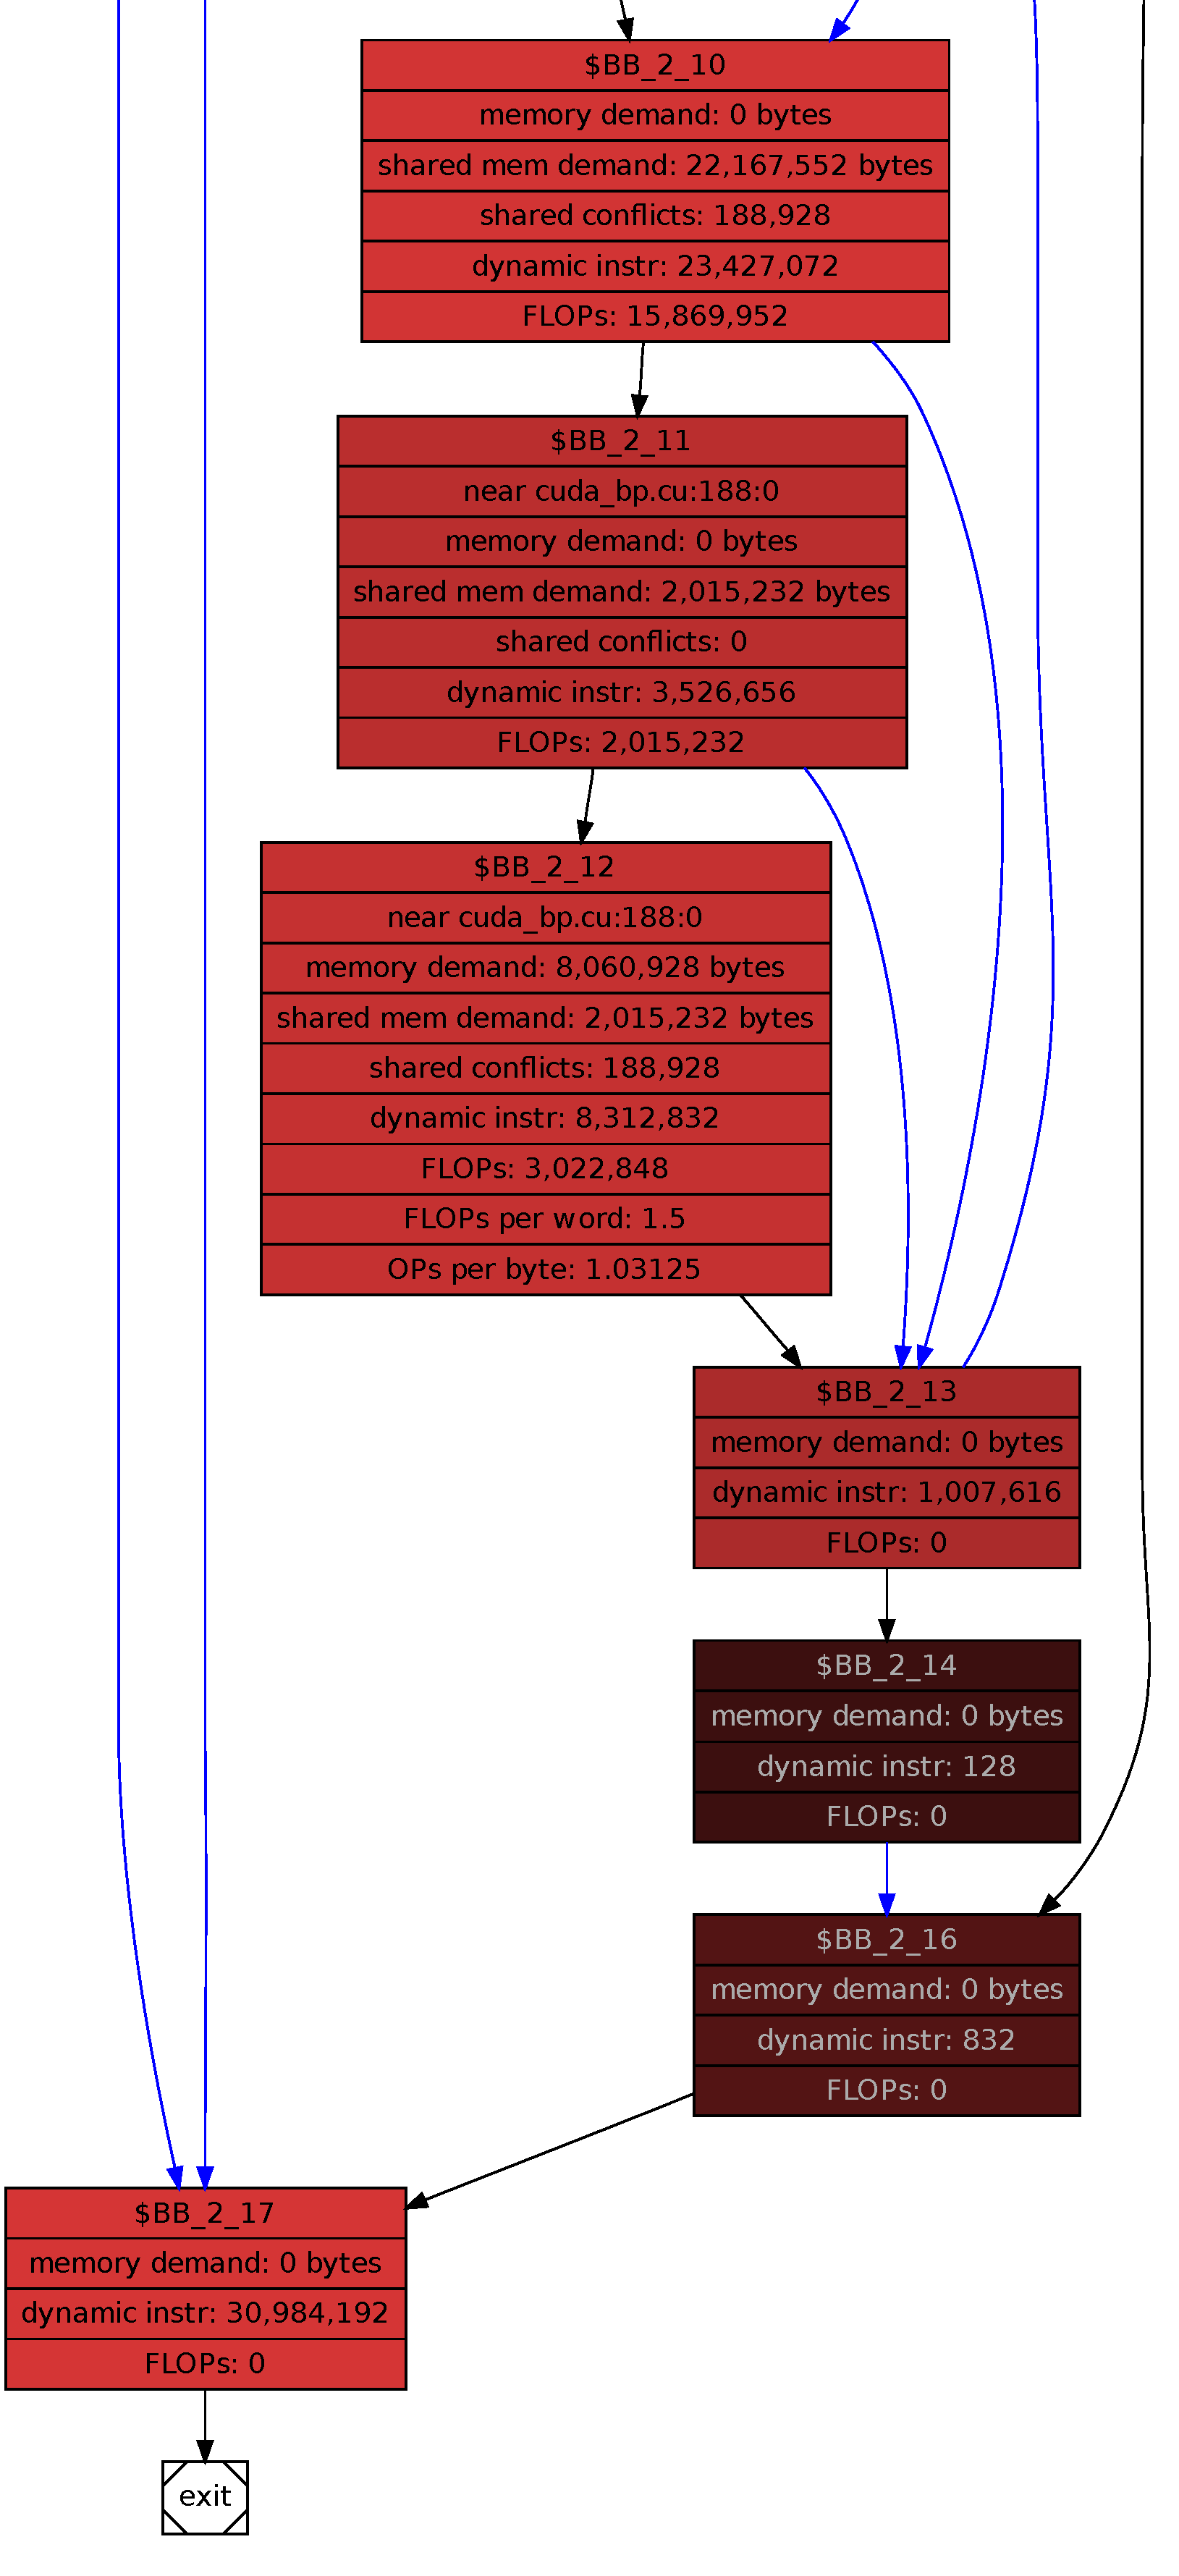 $BB_2_10
memory demand: 0 bytes
shared mem demand: 22,167,552 bytes
shared conflicts: 188,928
dynamic instr: 23,427,072
FLOPs: 15,869,952
$BB_2_11
near cuda_bp.cu:188:0
memory demand: 0 bytes
shared mem demand: 2,015,232 bytes
shared conflicts: 0
dynamic instr: 3,526,656
FLOPs: 2,015,232
$BB_2_12
near cuda_bp.cu:188:0
memory demand: 8,060,928 bytes
shared mem demand: 2,015,232 bytes
shared conflicts: 188,928
dynamic instr: 8,312,832
FLOPs: 3,022,848
FLOPs per word: 1.5
OPs per byte: 1.03125
$BB_2_13
memory demand: 0 bytes
dynamic instr: 1,007,616
FLOPs: 0
$BB_2_14
memory demand: 0 bytes
dynamic instr: 128
FLOPs: 0
$BB_2_16
memory demand: 0 bytes
dynamic instr: 832
FLOPs: 0
$BB_2_17
memory demand: 0 bytes
dynamic instr: 30,984,192
FLOPs: 0
exit